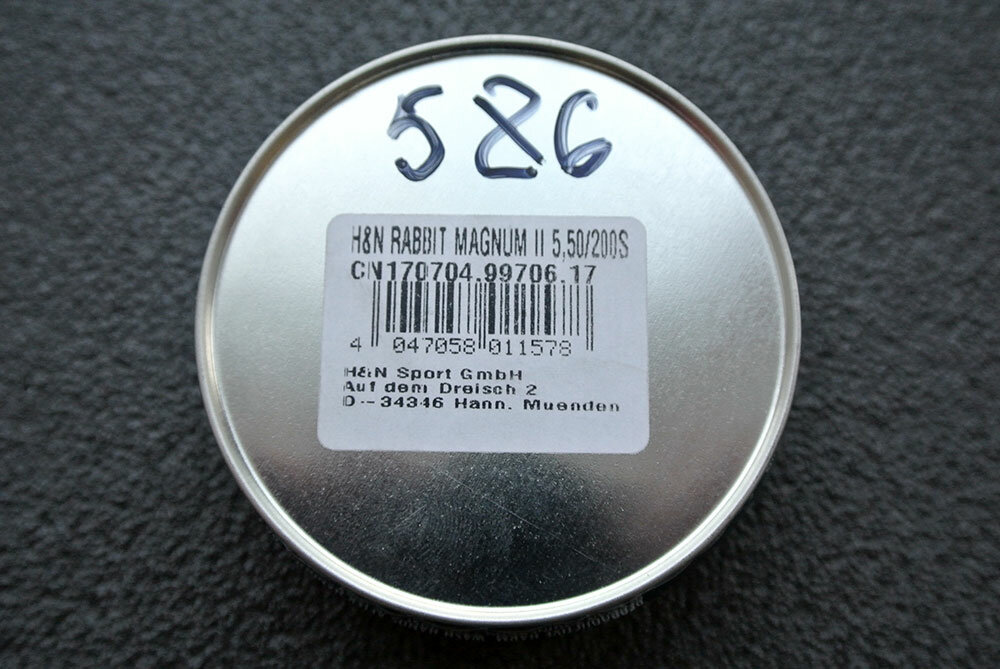 586
H&N RABBIT MAGNUM II 5,50/200S
CN170704.99706.17
4 047058 011578
H&N Sport GmbH
Auf dem Dreisch 2
D-34346 Hann. Muenden